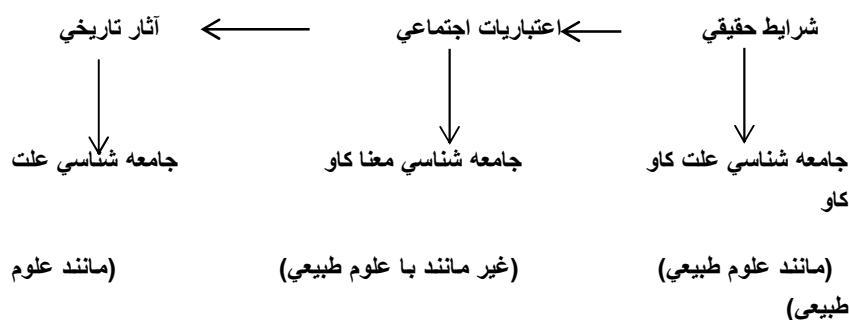 شرايط حقيقي اعتباريات اجتماعي آثار تاريخي
جامعه شناسي علت كاو جامعه شناسي معنا كاو جامعه شناسي علت
كاو
(مانند علوم طبيعي) (غير مانند با علوم طبيعي) (مانند علوم
طبيعي)